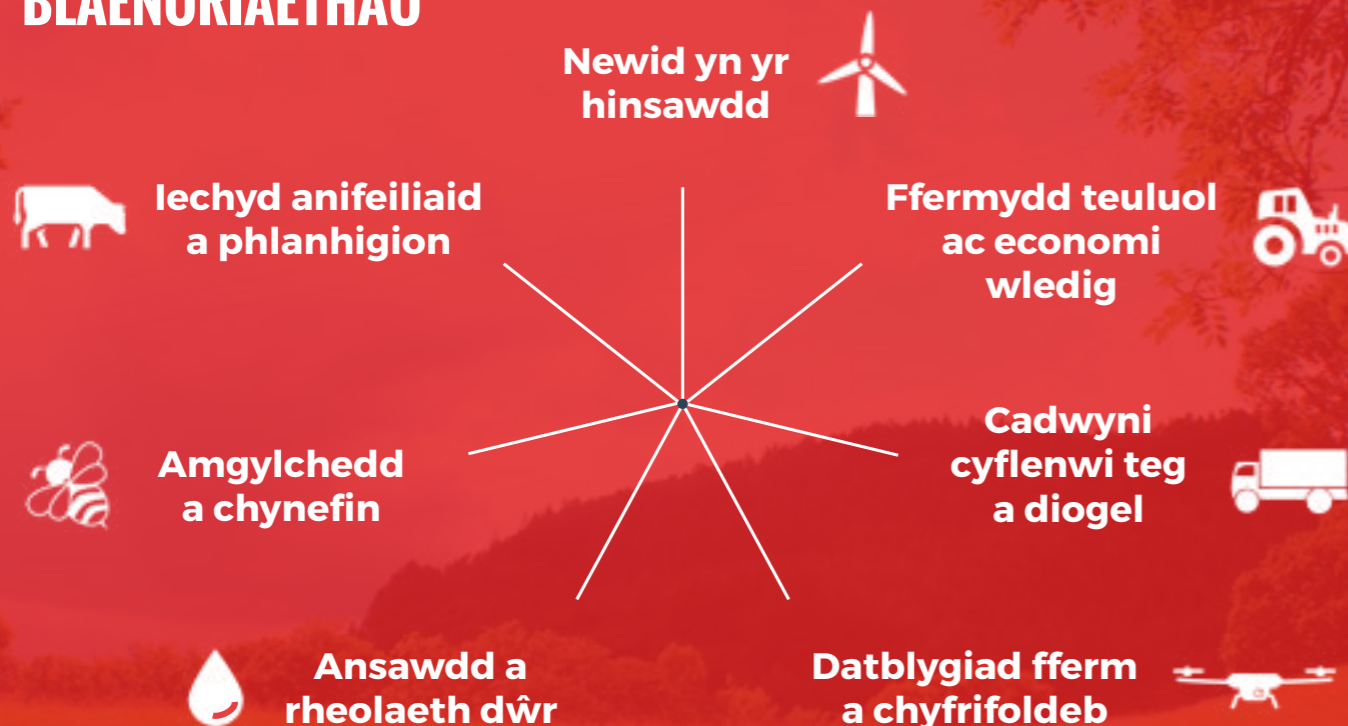 BLAENORIAETHAU
Newid yn yr
hinsawdd
Iechyd anifeiliaid
a phlanhigion
Ffermydd teuluol
ac economi
wledig
Amgylchedd
a chynefin
Cadwyni
cyflenwi teg
a diogel
Ansawdd a
rheolaeth dŵr
Datblygiad fferm
a chyfrifoldeb